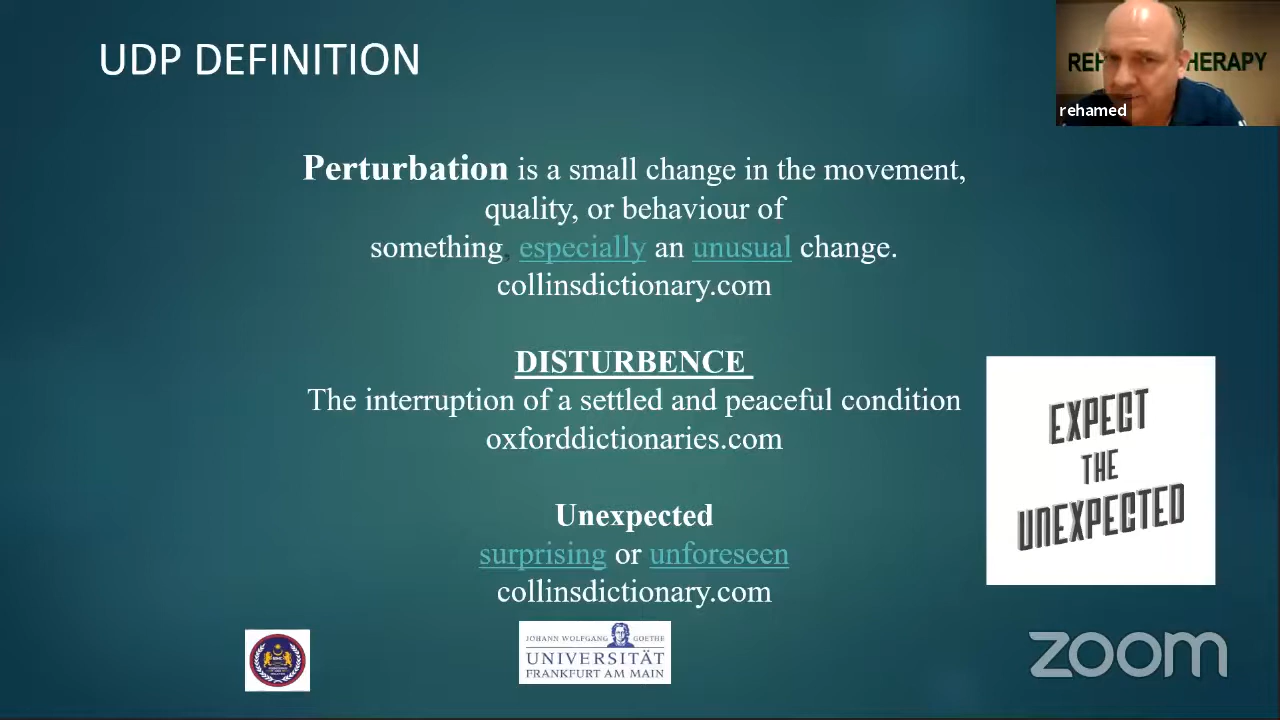 UDP DEFINITION
REH HERAPY
rehamed
Perturbation is a small change in the movement,
quality, or behaviour of
something, especially an unusual change.
collinsdictionary.com
DISTURBENCE
The interruption of a settled and peaceful condition
oxforddictionaries.com
EXPECT
THE
UNEXPECTED
Unexpected
surprising or unforeseen
collinsdictionary.com
JOHANN WOLFGANG GOETHE
UNIVERSITÄT
FRANKFURT AM MAIN
zoom